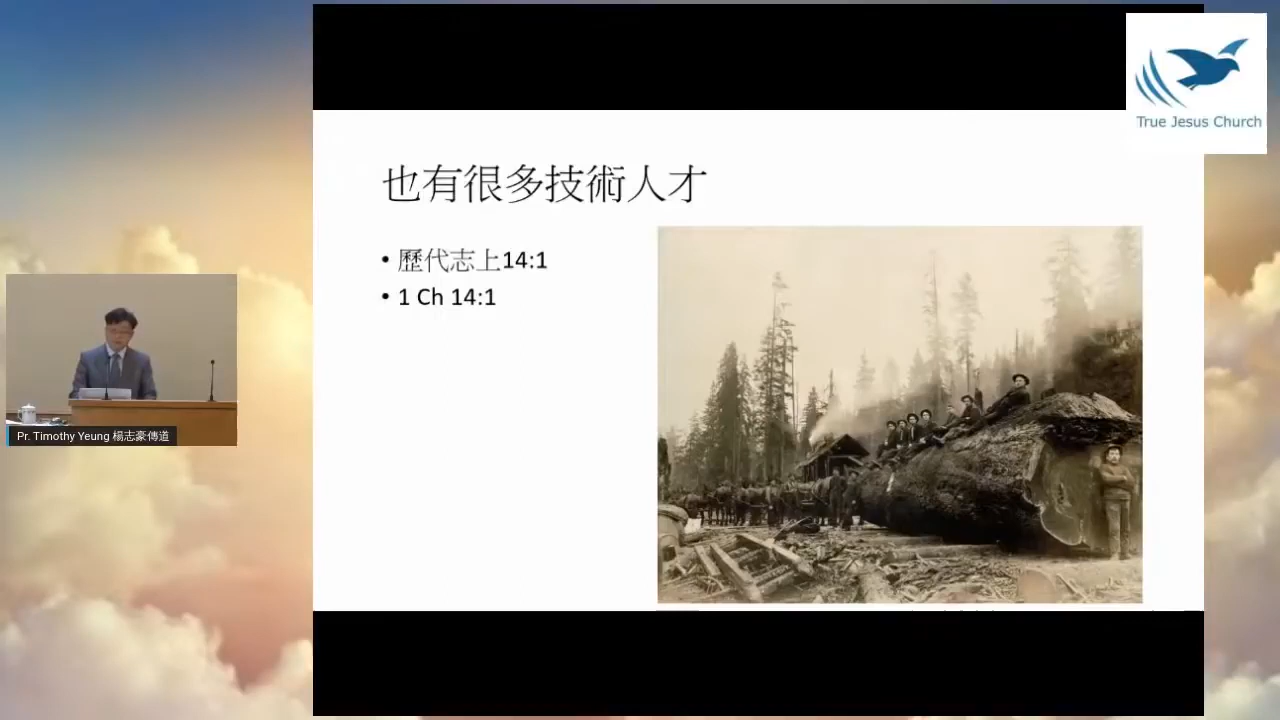 True Jesus Church
也有很多技術人才
• 歷代志上14:1
• 1 Ch 14:1
Pr. Timothy Yeung 楊志豪傳道